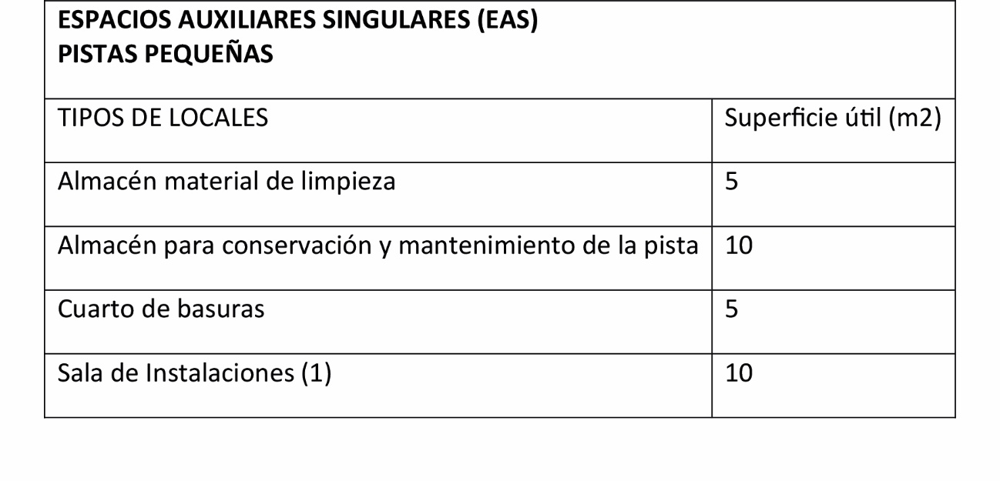 ESPACIOS AUXILIARES SINGULARES (EAS)
PISTAS PEQUEÑAS
TIPOS DE LOCALES Superficie útil (m2)
Almacén material de limpieza 5
Almacén para conservación y mantenimiento de la pista 10
Cuarto de basuras 5
Sala de Instalaciones (1) 10